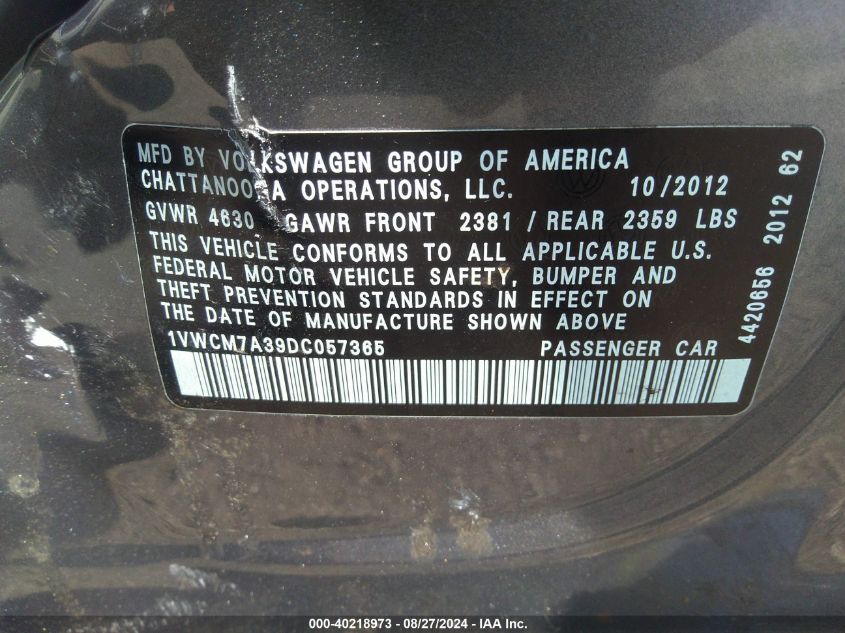 MFD BY VOLKSWAGEN GROUP OF AMERICA
CHATTANOOGA OPERATIONS, LLC. 10/2012
GVWR 4630 GAWR FRONT 2381 / REAR 2359 LBS
THIS VEHICLE CONFORMS TO ALL APPLICABLE U.S.
FEDERAL MOTOR VEHICLE SAFETY, BUMPER AND
THEFT PREVENTION STANDARDS IN EFFECT ON
THE DATE OF MANUFACTURE SHOWN ABOVE
1VWCM7A39DC057365 PASSENGER CAR
4420656 2012 62
000-40218973 - 08/27/2024 - IAA Inc.